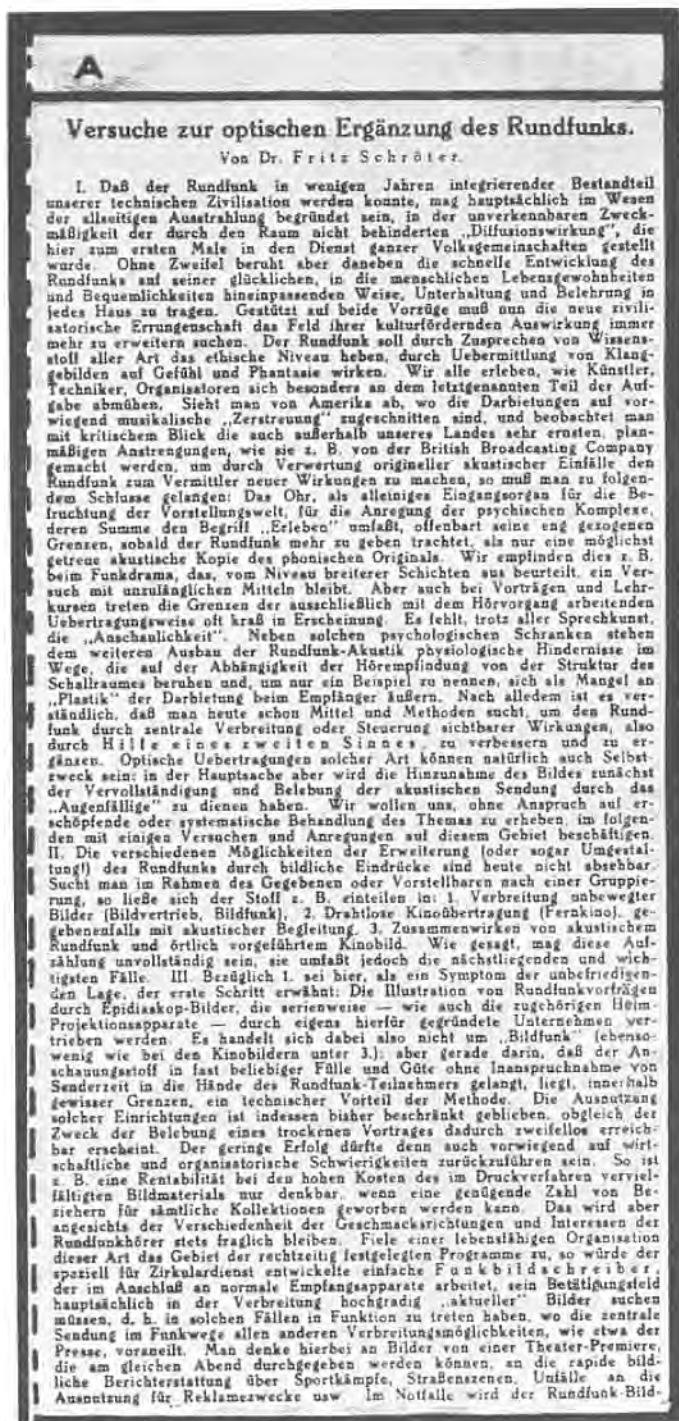 A
Versuche zur optischen Ergänzung des Rundfunks.
Von Dr. Fritz Schröter.
I. Daß der Rundfunk in wenigen Jahren integrierender Bestandteil
unserer technischen Zivilisation werden konnte, mag hauptsächlich im Wesen
der allseitigen Ausstrahlung begründet sein, in der unverkennbaren Zweck-
mäßigkeit der durch den Raum nicht behinderten „Diffusionswirkung", die
hier zum ersten Male in den Dienst ganzer Volksgemeinschaften gestellt
wurde. Ohne Zweifel beruht aber daneben die schnelle Entwicklung des
Rundfunks auf seiner glücklichen, in die menschlichen Lebensgewohnheiten
und Bequemlichkeiten hineinpassenden Weise, Unterhaltung und Belehrung in
jedes Haus zu tragen. Gestützt auf beide Vorzüge muß nun die neue zivili-
satorische Errungenschaft das Feld ihrer kulturfördernden Auswirkung immer
mehr zu erweitern suchen. Der Rundfunk soll durch Zusprechen von Wissens-
stoff aller Art das ethische Niveau heben, durch Uebermittlung von Klang-
gebilden auf Gefühl und Phantasie wirken. Wir alle erleben, wie Künstler,
Techniker, Organisatoren sich besonders an dem letztgenannten Teil der Auf-
gabe abmühen. Sieht man von Amerika ab, wo die Darbietungen auf vor-
wiegend musikalische „Zerstreuung" zugeschnitten sind, und beobachtet man
mit kritischem Blick die auch außerhalb unseres Landes sehr ernsten, plan-
mäßigen Anstrengungen, wie sie z. B. von der British Broadcasting Company
gemacht werden, um durch Verwertung origineller akustischer Einfälle den
Rundfunk zum Vermittler neuer Wirkungen zu machen, so muß man zu folgen-
dem Schlusse gelangen: Das Ohr, als alleiniges Eingangsorgan für die Be-
fruchtung der Vorstellungswelt, für die Anregung der psychischen Komplexe,
deren Summe den Begriff „Erleben" umfaßt, offenbart seine eng gezogenen
Grenzen, sobald der Rundfunk mehr zu geben trachtet, als nur eine möglichst
getreue akustische Kopie des phonischen Originals. Wir empfinden dies z. B.
beim Funkdrama, das, vom Niveau breiterer Schichten aus beurteilt, ein Ver-
such mit unzulänglichen Mitteln bleibt. Aber auch bei Vorträgen und Lehr-
kursen treten die Grenzen der ausschließlich mit dem Hörvorgang arbeitenden
Uebertragungsweise oft kraß in Erscheinung. Es fehlt, trotz aller Sprechkunst,
die „Anschaulichkeit". Neben solchen psychologischen Schranken stehen
dem weiteren Ausbau der Rundfunk-Akustik physiologische Hindernisse im
Wege, die auf der Abhängigkeit der Hörempfindung von der Struktur des
Schallraumes beruhen und, um nur ein Beispiel zu nennen, sich als Mangel an
„Plastik" der Darbietung beim Empfänger äußern. Nach alledem ist es ver-
ständlich, daß man heute schon Mittel und Methoden sucht, um den Rund-
funk durch zentrale Verbreitung oder Steuerung sichtbarer Wirkungen, also
durch Hilfe eines zweiten Sinnes, zu verbessern und zu er-
gänzen. Optische Uebertragungen solcher Art können natürlich auch Selbst-
zweck sein: in der Hauptsache aber wird die Hinzunahme des Bildes zunächst
der Vervollständigung und Belebung der akustischen Sendung durch das
„Augenfällige" zu dienen haben. Wir wollen uns, ohne Anspruch auf er-
schöpfende oder systematische Behandlung des Themas zu erheben, im folgen-
den mit einigen Versuchen und Anregungen auf diesem Gebiet beschäftigen.
II. Die verschiedenen Möglichkeiten der Erweiterung (oder sogar Umgestal-
tung!) des Rundfunks durch bildliche Eindrücke sind heute nicht absehbar.
Sucht man im Rahmen des Gegebenen oder Vorstellbaren nach einer Gruppie-
rung, so ließe sich der Stoff z. B. einteilen in: 1. Verbreitung unbewegter
Bilder (Bildvertrieb, Bildfunk), 2. Drahtlose Kinoübertragung (Fernkino), ge-
gebenenfalls mit akustischer Begleitung, 3. Zusammenwirken von akustischem
Rundfunk und örtlich vorgeführtem Kinobild. Wie gesagt, mag diese Auf-
zählung unvollständig sein, sie umfaßt jedoch die nächstliegenden und wich-
tigsten Fälle. III. Bezüglich 1. sei hier, als ein Symptom der unbefriedigen-
den Lage, der erste Schritt erwähnt: Die Illustration von Rundfunkvorträgen
durch Epidiaskop-Bilder, die serienweise — wie auch die zugehörigen Heim-
Projektionsapparate — durch eigens hierfür gegründete Unternehmen ver-
trieben werden. Es handelt sich dabei also nicht um „Bildfunk" (ebenso-
wenig wie bei den Kinobildern unter 3.): aber gerade darin, daß der An-
schauungsstoff in fast beliebiger Fülle und Güte ohne Inanspruchnahme von
Senderzeit in die Hände des Rundfunk-Teilnehmers gelangt, liegt, innerhalb
gewisser Grenzen, ein technischer Vorteil der Methode. Die Ausnutzung
solcher Einrichtungen ist indessen bisher beschränkt geblieben, obgleich der
Zweck der Belebung eines trockenen Vortrages dadurch zweifellos erreich-
bar erscheint. Der geringe Erfolg dürfte denn auch vorwiegend auf wirt-
schaftliche und organisatorische Schwierigkeiten zurückzuführen sein. So ist
z. B. eine Rentabilität bei den hohen Kosten des im Druckverfahren verviel-
fältigten Bildmaterials nur denkbar, wenn eine genügende Zahl von Be-
ziehern für sämtliche Kollektionen geworben werden kann. Das wird aber
angesichts der Verschiedenheit der Geschmacksrichtungen und Interessen der
Rundfunkhörer stets fraglich bleiben. Fiele einer lebensfähigen Organisation
dieser Art das Gebiet der rechtzeitig festgelegten Programme zu, so würde der
speziell für Zirkulardienst entwickelte einfache Funkbildschreiber,
der im Anschluß an normale Empfangsapparate arbeitet, sein Betätigungsfeld
hauptsächlich in der Verbreitung hochgradig „aktueller" Bilder suchen
müssen, d. h. in solchen Fällen in Funktion zu treten haben, wo die zentrale
Sendung im Funkwege allen anderen Verbreitungsmöglichkeiten, wie etwa der
Presse, voraneilt. Man denke hierbei an Bilder von einer Theater-Premiere,
die am gleichen Abend durchgegeben werden können, an die rapide bild-
liche Berichterstattung über Sportkämpfe, Straßenszenen, Unfälle an die
Ausnutzung für Reklamezwecke usw. Im Notfalle wird der Rundfunk-Bild-